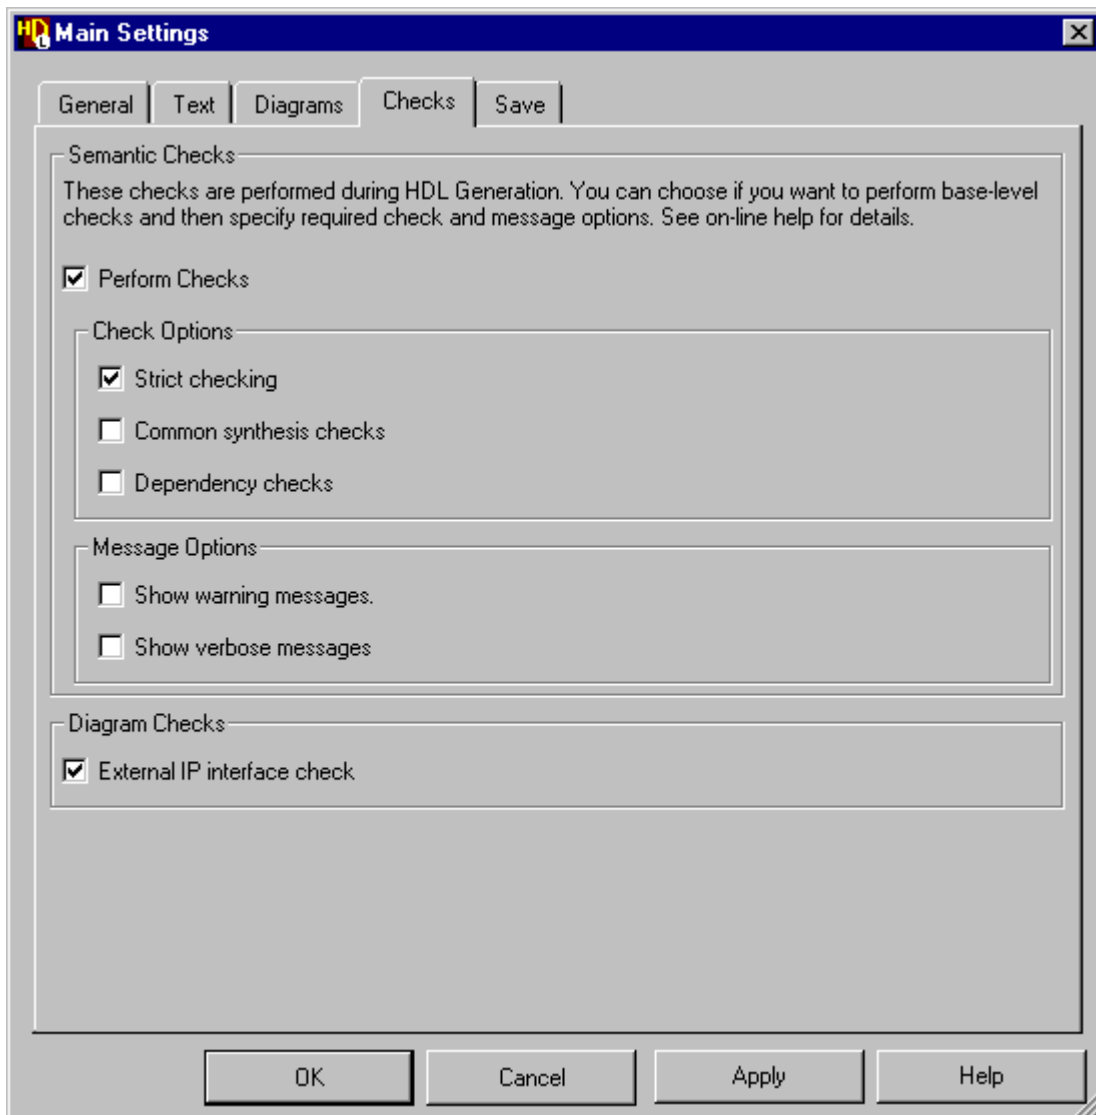 HDL Main Settings
General Text Diagrams Checks Save
Semantic Checks
These checks are performed during HDL Generation. You can choose if you want to perform base-level
checks and then specify required check and message options. See on-line help for details.
Perform Checks
Check Options
Strict checking
Common synthesis checks
Dependency checks
Message Options
Show warning messages.
Show verbose messages
Diagram Checks
External IP interface check
OK Cancel Apply Help